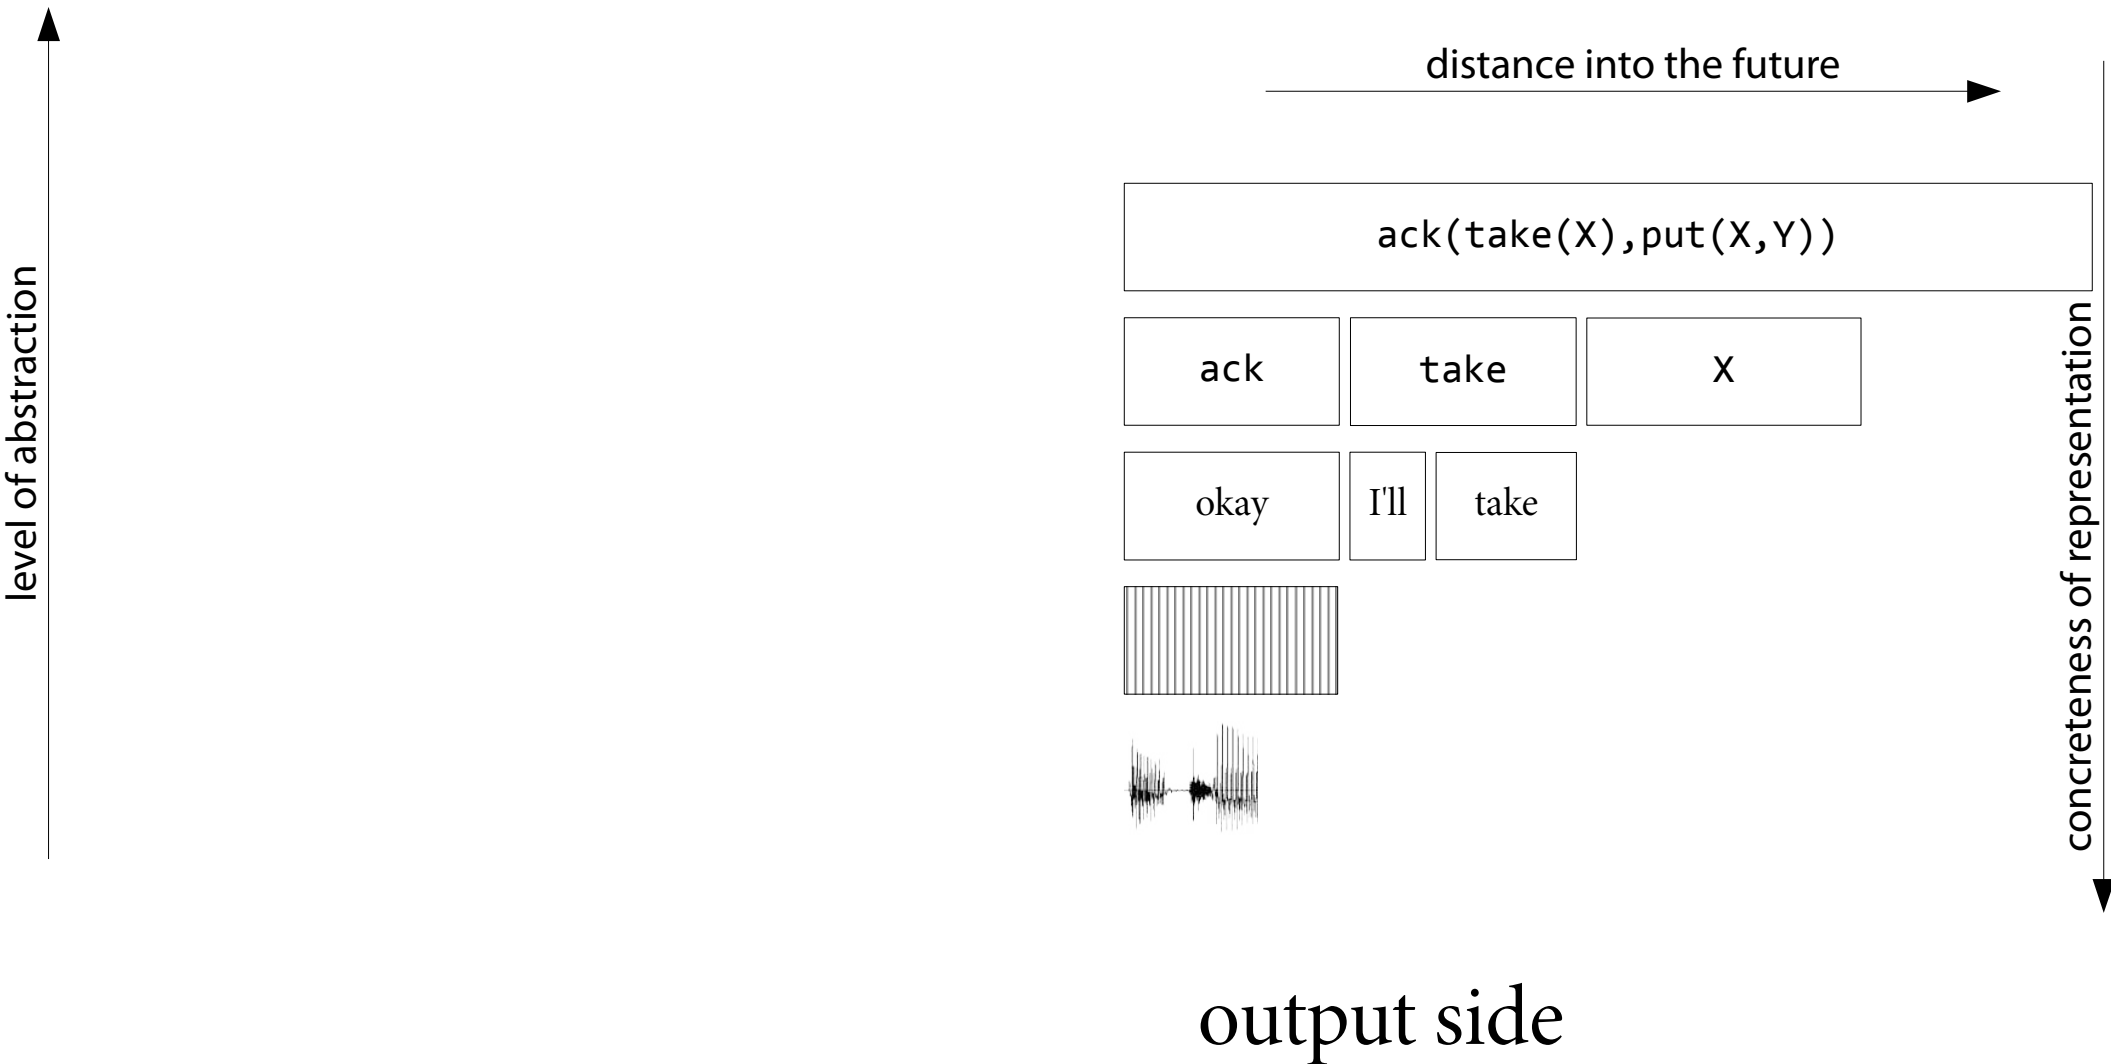 distance into the future
ack(take(X),put(X,Y))
level of abstraction
concreteness of representation
ack take X
okay I'll take
output side